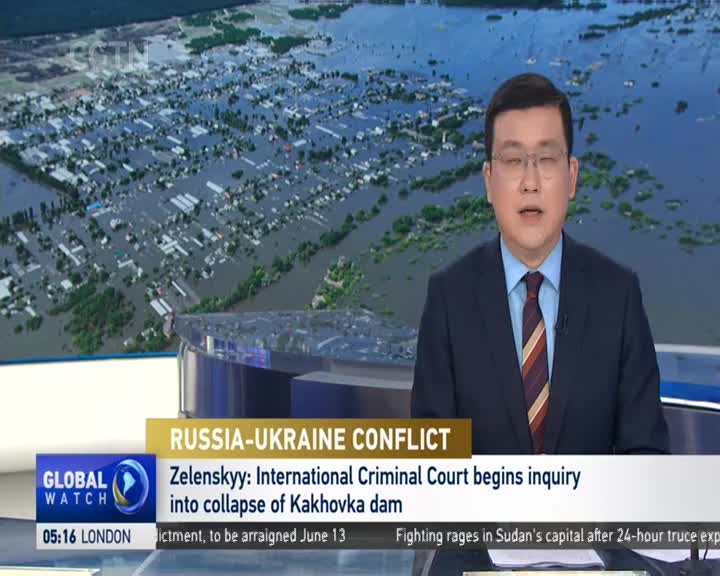 CGTN
RUSSIA-UKRAINE CONFLICT
Zelenskyy: International Criminal Court begins inquiry
into collapse of Kakhovka dam
GLOBAL
WATCH
05:16 LONDON
dictment, to be arraigned June 13 Fighting rages in Sudan's capital after 24-hour truce exp